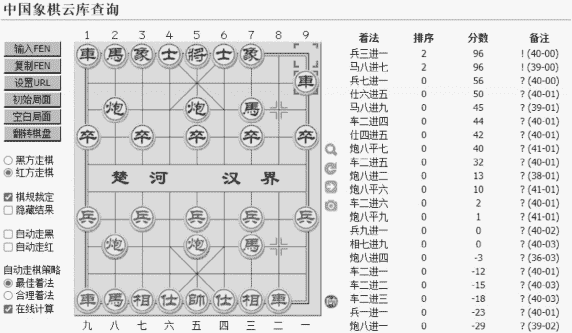 中国象棋云库查询
1 2 3 4 5 6 7 8 9
輸入FEN
复制FEN
设置URL
初始局面
空白局面
翻转棋盘
黑方走棋
红方走棋
棋规裁定
隐藏结果
自动走黑
自动走红
自动走棋策略
最佳着法
合理着法
在线计算
車 馬 象 士 將 士 象
車
炮 炮 馬
卒 卒 卒 卒 卒
楚 河 汉 界
兵 兵 兵 兵 兵
炮 炮 馬
車 馬 相 仕 帥 仕 相 車
九 八 七 六 五 四 三 二 一
着法 排序 分数 备注
兵三进一 2 96 ! (40-00)
马八进七 2 96 ! (39-00)
兵七进一 0 56 ? (40-00)
仕六进五 0 50 ? (40-01)
马八进九 0 45 ? (39-01)
车二进四 0 44 ? (40-01)
仕四进五 0 42 ? (40-01)
炮八平七 0 40 ? (41-01)
车二进五 0 32 ? (40-01)
炮八进二 0 13 ? (38-01)
炮八平六 0 10 ? (41-01)
车二进六 0 2 ? (40-01)
炮八平九 0 1 ? (41-01)
兵九进一 0 0 ? (40-02)
相七进九 0 0 ? (40-03)
炮八进四 0 -3 ? (36-03)
车二进一 0 -12 ? (40-01)
车二进二 0 -15 ? (40-02)
车二进三 0 -18 ? (40-03)
兵一进一 0 -23 ? (40-01)
炮八进一 0 -29 ? (39-02)